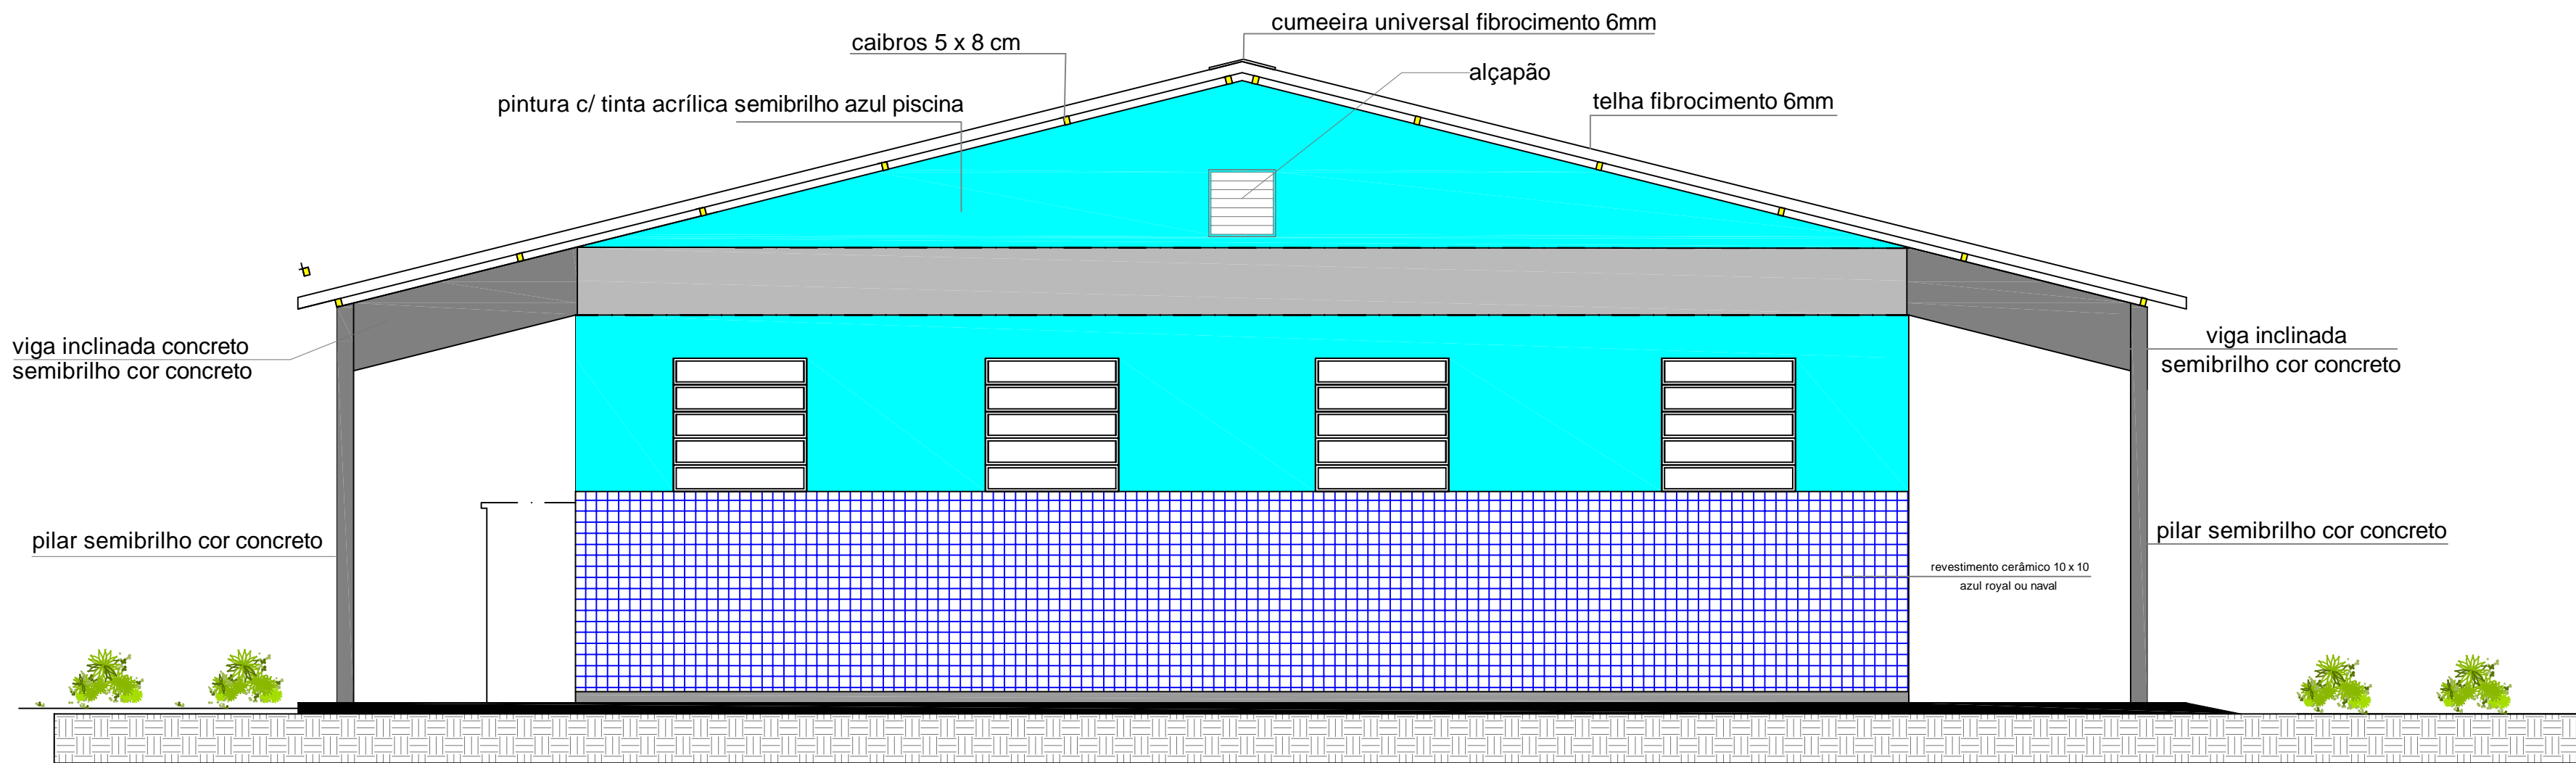 cumeeira universal fibrocimento 6mm
caibros 5 x 8 cm
alçapão
pintura c/ tinta acrílica semibrilho azul piscina
telha fibrocimento 6mm
viga inclinada concreto
semibrilho cor concreto
viga inclinada
semibrilho cor concreto
pilar semibrilho cor concreto
pilar semibrilho cor concreto
revestimento cerâmico 10 x 10
azul royal ou naval